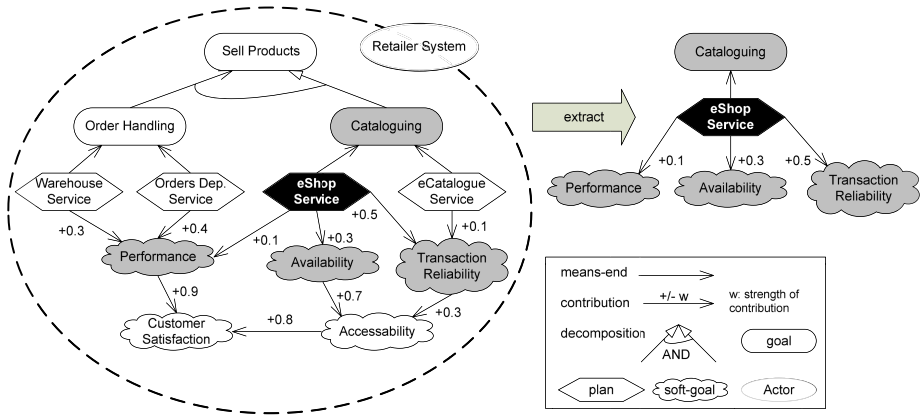 Sell Products
Retailer System
Order Handling
Cataloguing
Warehouse
Service
Orders Dep.
Service
eShop
Service
eCatalogue
Service
+0.3
+0.4
+0.1
+0.3
+0.5
+0.1
Performance
Availability
Transaction
Reliability
+0.9
+0.7
+0.3
Customer
Satisfaction
+0.8
Accessability
extract
Cataloguing
eShop
Service
+0.1
+0.3
+0.5
Performance
Availability
Transaction
Reliability
means-end
contribution
+/- w
w: strength of
contribution
decomposition
AND
goal
plan
soft-goal
Actor